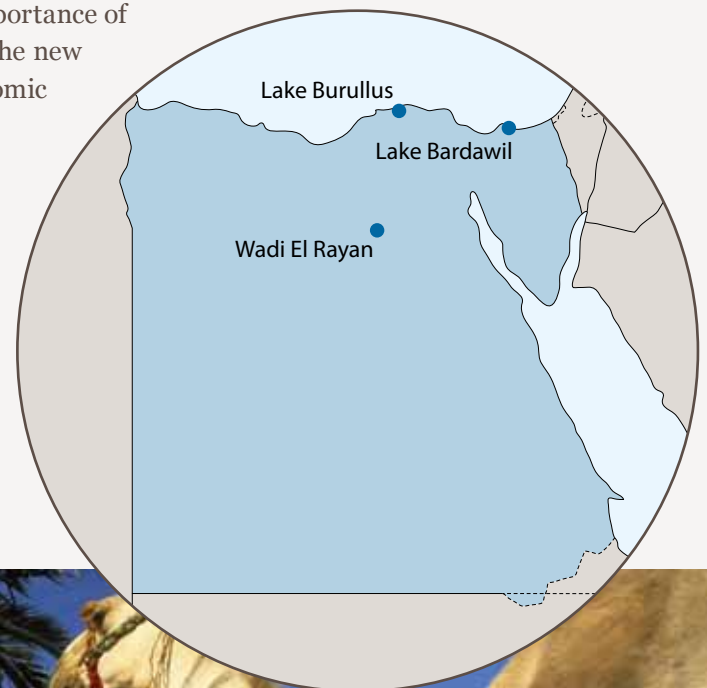 portance of
he new
omic
Lake Burullus
Lake Bardawil
Wadi El Rayan